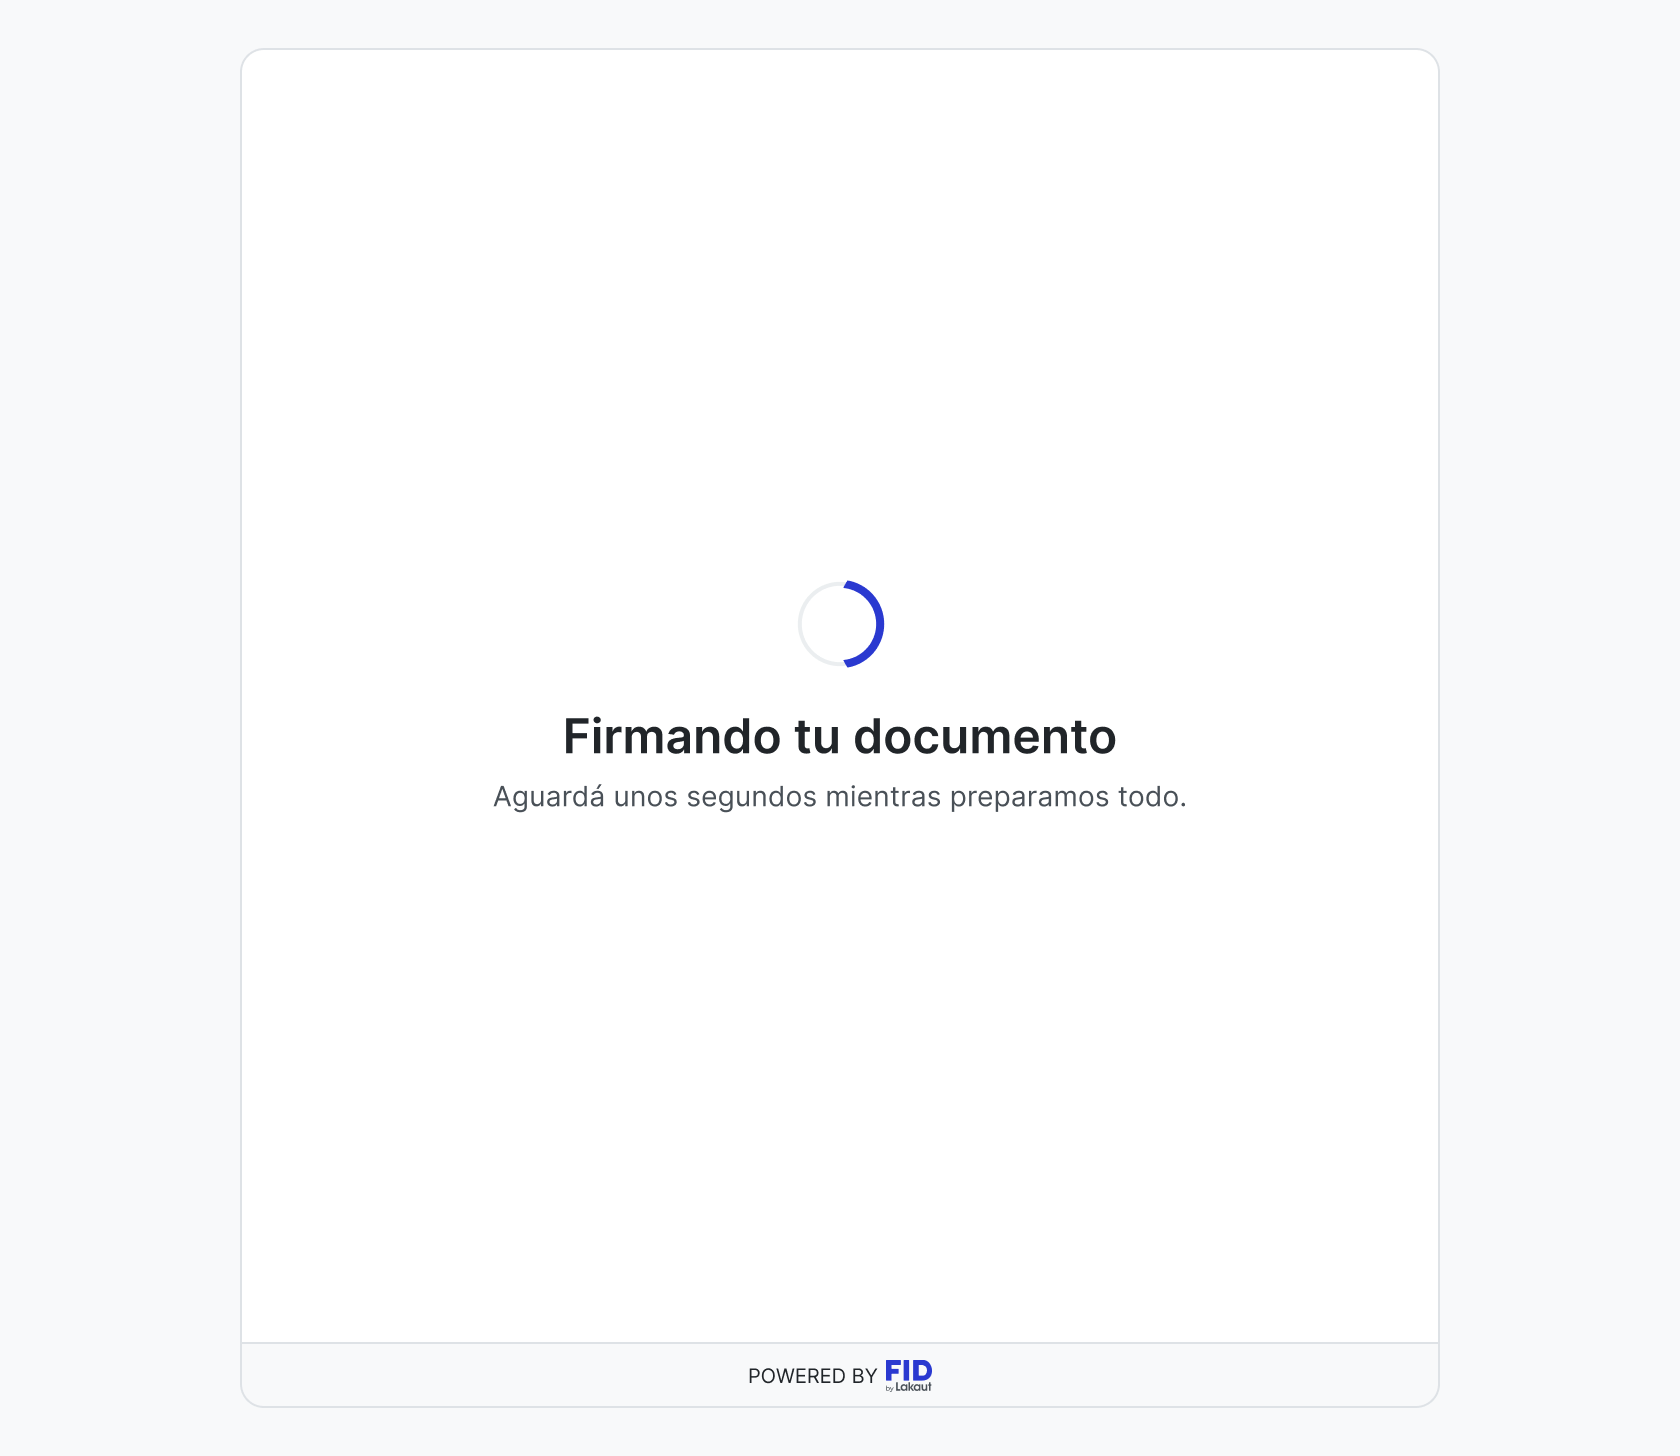 Firmando tu documento
Aguardá unos segundos mientras preparamos todo.
POWERED BY FID
by Lakaut